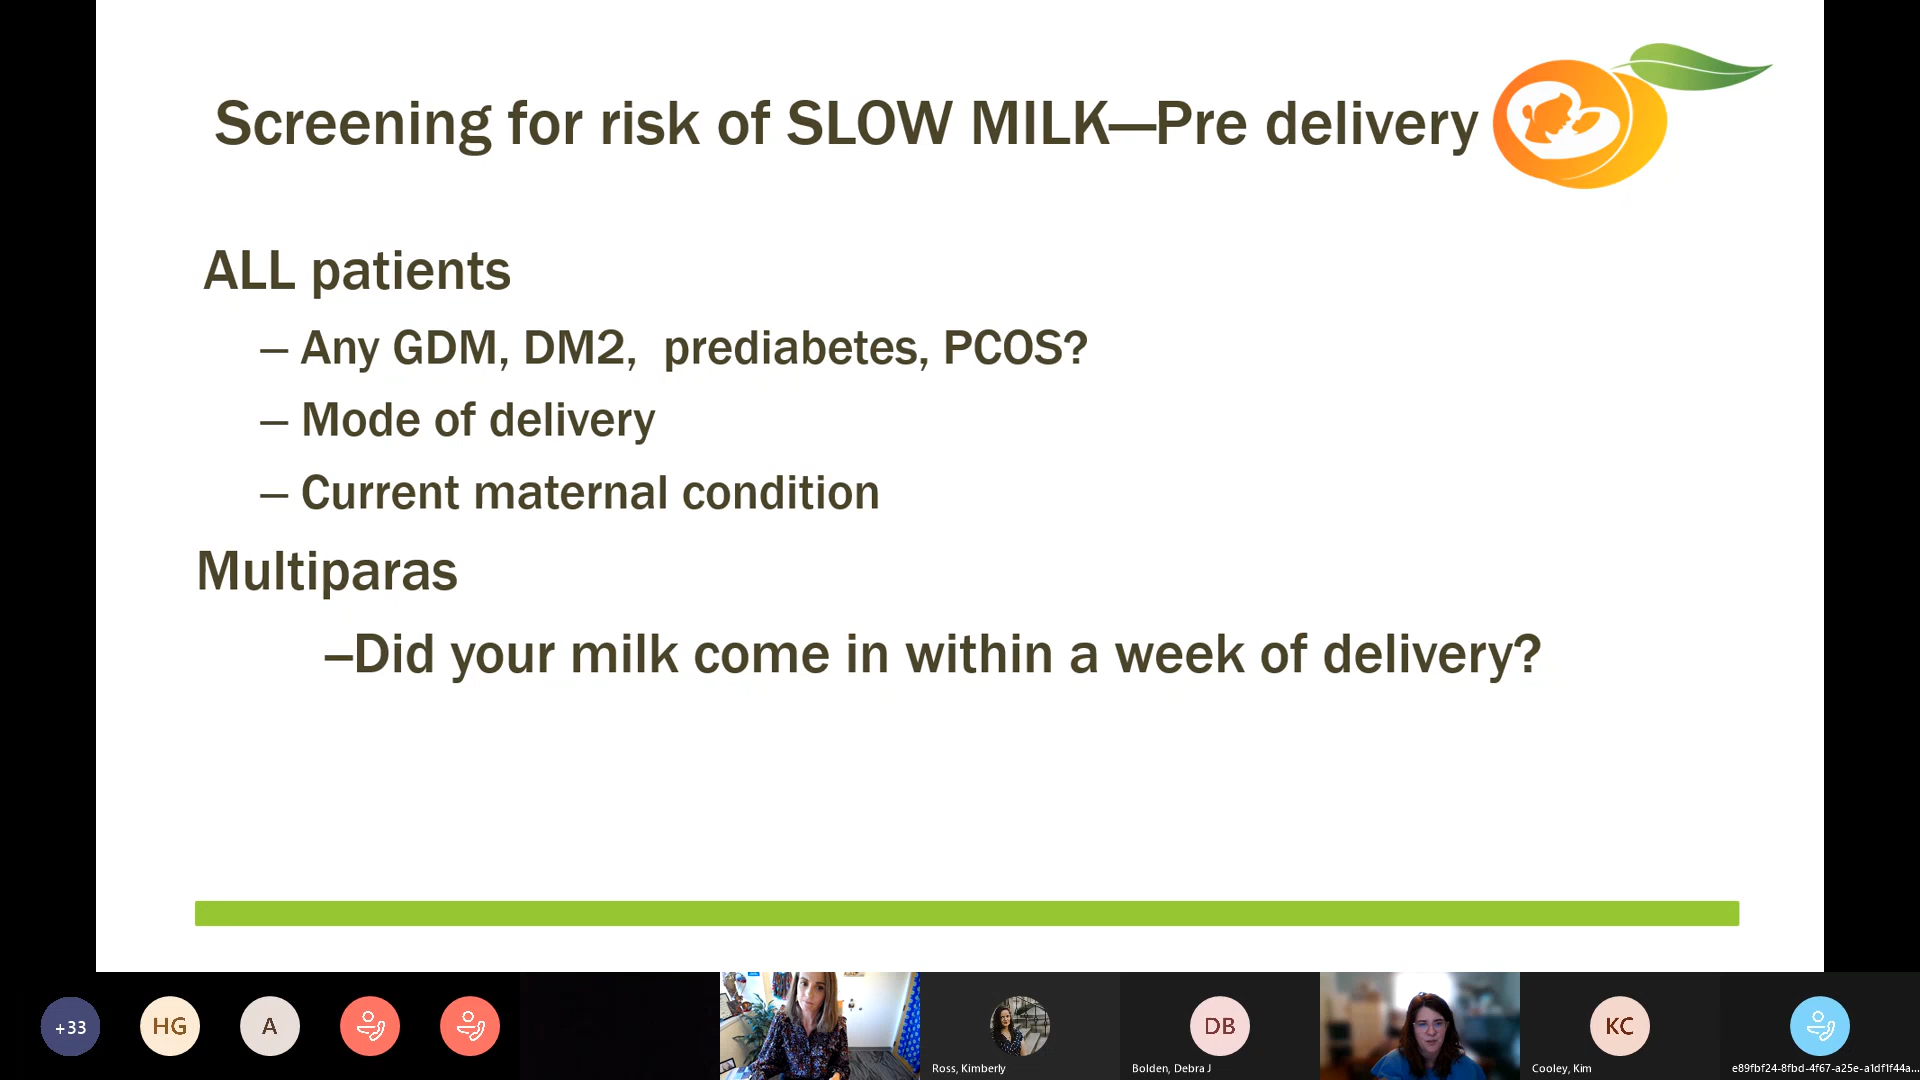 Screening for risk of SLOW MILK—Pre delivery
ALL patients
– Any GDM, DM2,  prediabetes, PCOS?
– Mode of delivery
– Current maternal condition
Multiparas
–Did your milk come in within a week of delivery?
+33
HG
A
DB
KC
Ross, Kimberly
Bolden, Debra J
Cooley, Kim
e89fbf24-8fbd-4f67-a25e-a1df1f44a...